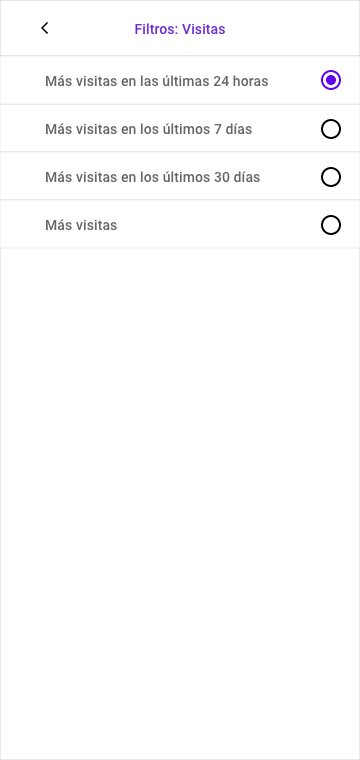 Filtros: Visitas
Más visitas en las últimas 24 horas
Más visitas en los últimos 7 días
Más visitas en los últimos 30 días
Más visitas